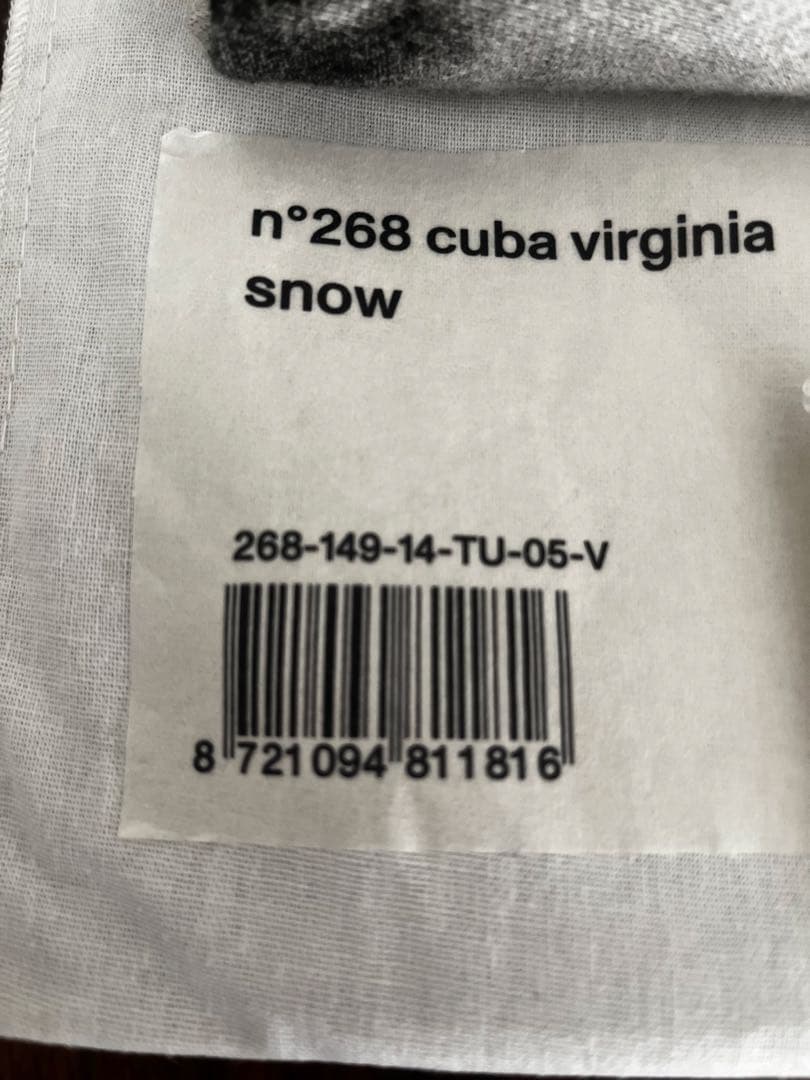 n°268 cuba virginia
snow
268-149-14-TU-05-V
8 721094 811816